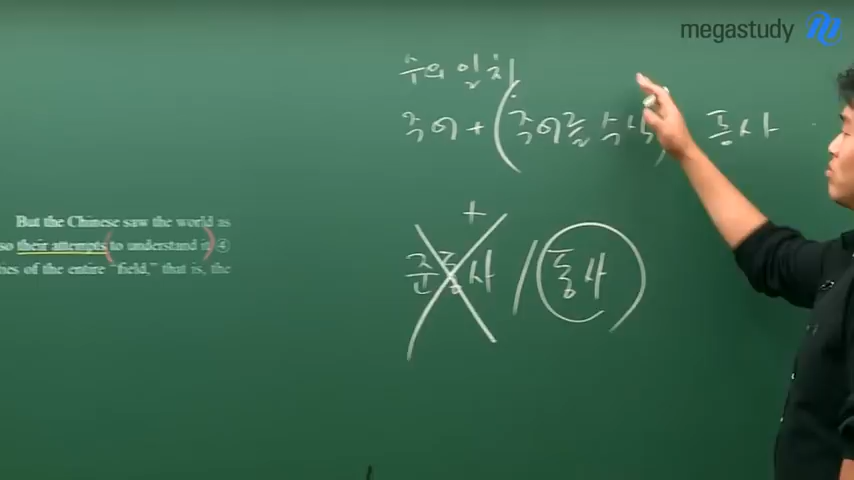 megastudy
수의 일치
주어 + (주어를 수식) 동사
But the Chinese saw the world as
so their attempts (to understand it) ④
ties of the entire "field," that is, the
+
준동사 / 동사